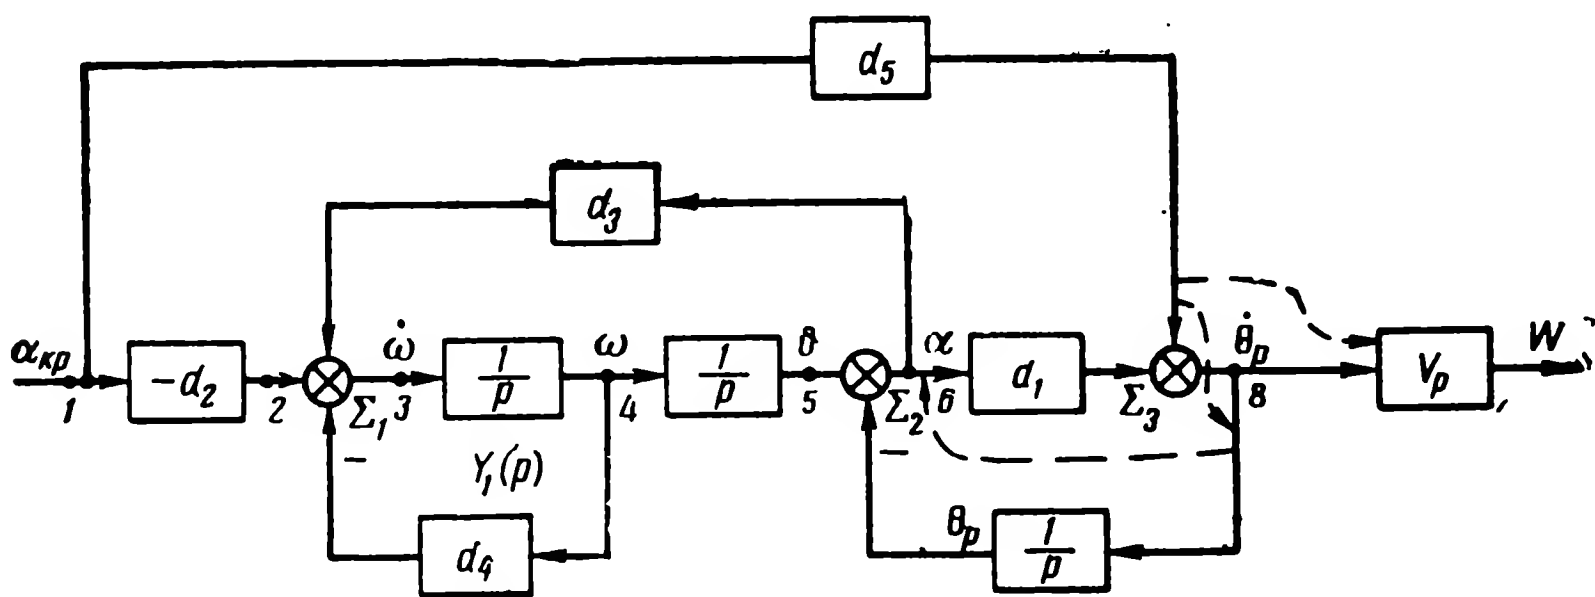 d₅
d₃
α_кр
-d₂
ω̇
1/p
ω
1/p
ϑ
α
d₁
θ̇_p
V_p
W
1
2
Σ₁
3
4
5
Σ₂
6
Σ₃
8
−
Y₁(p)
−
d₄
θ_p
1/p